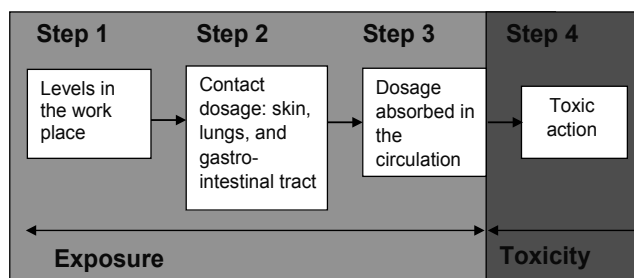 Step 1
Step 2
Step 3
Step 4
Levels in
the work
place
Contact
dosage: skin,
lungs, and
gastro-
intestinal tract
Dosage
absorbed in
the
circulation
Toxic
action
Exposure
Toxicity